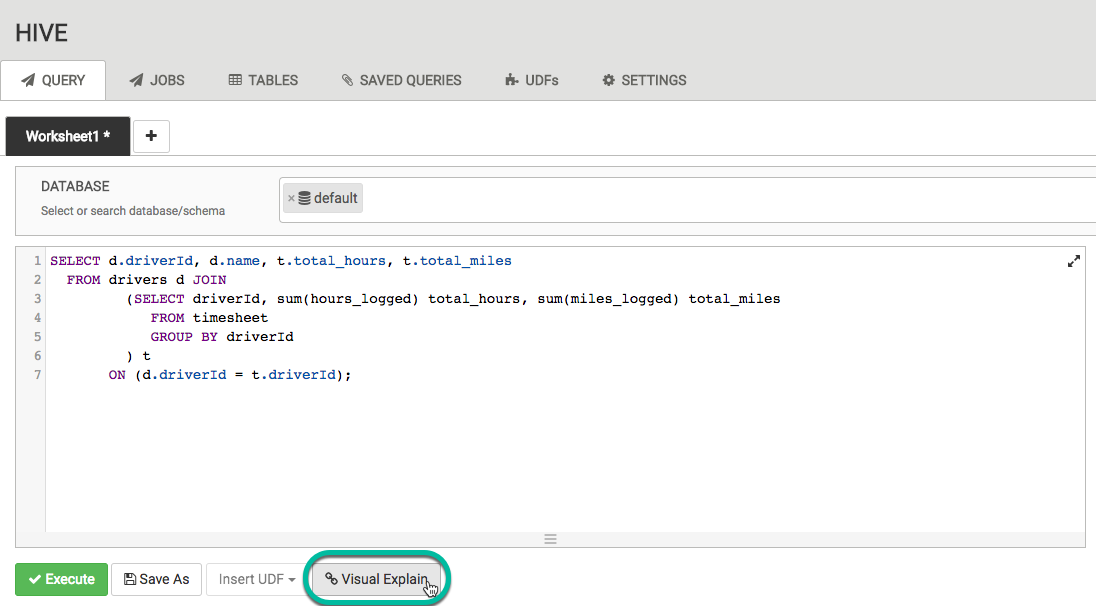 HIVE
QUERY JOBS TABLES SAVED QUERIES UDFs SETTINGS
Worksheet1 * +
DATABASE
Select or search database/schema
× default
1 SELECT d.driverId, d.name, t.total_hours, t.total_miles
2 FROM drivers d JOIN
3 (SELECT driverId, sum(hours_logged) total_hours, sum(miles_logged) total_miles
4 FROM timesheet
5 GROUP BY driverId
6 ) t
7 ON (d.driverId = t.driverId);
Execute Save As Insert UDF Visual Explain